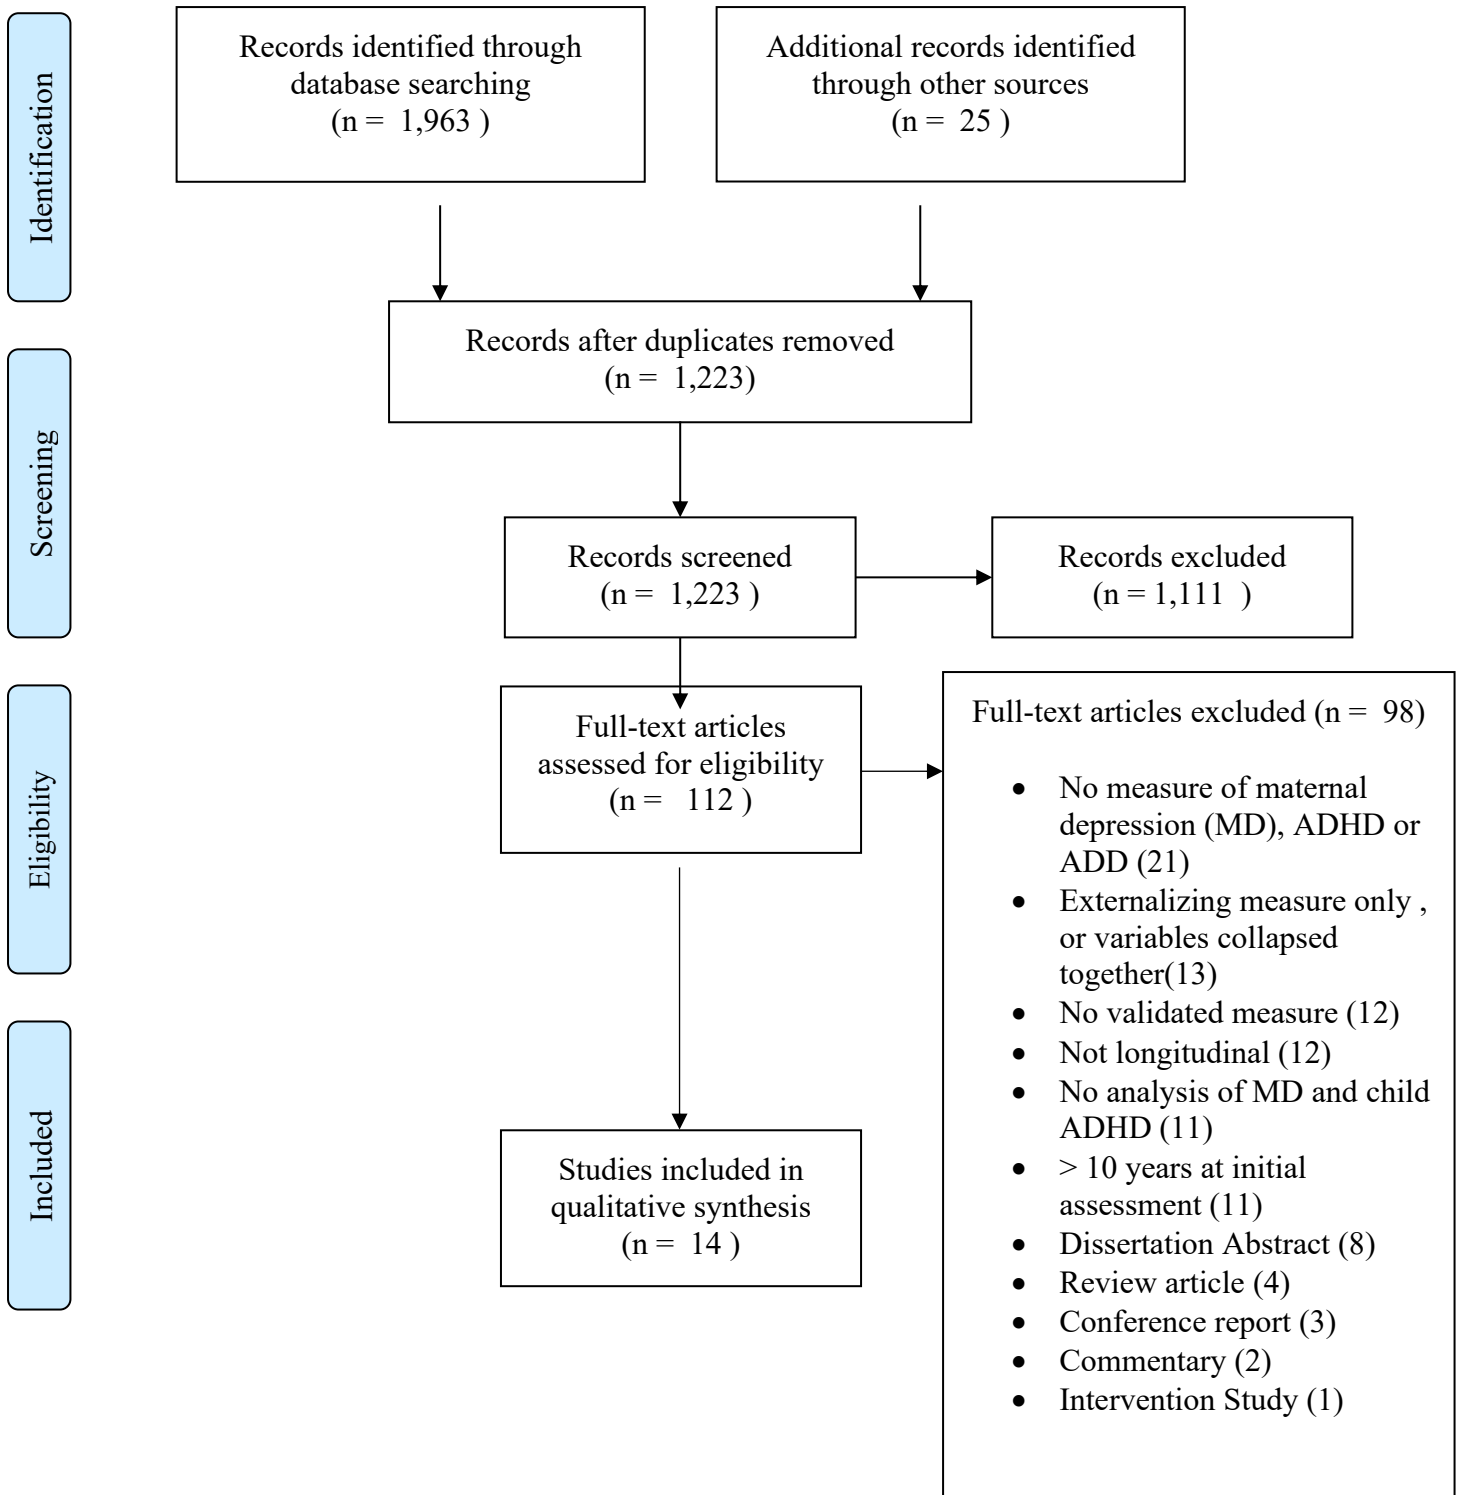 Identification
Records identified through
database searching
(n = 1,963 )
Additional records identified
through other sources
(n = 25 )
Records after duplicates removed
(n = 1,223)
Screening
Records screened
(n = 1,223 )
Records excluded
(n = 1,111 )
Eligibility
Full-text articles
assessed for eligibility
(n = 112 )
Full-text articles excluded (n = 98)
• No measure of maternal
depression (MD), ADHD or
ADD (21)
• Externalizing measure only ,
or variables collapsed
together(13)
• No validated measure (12)
• Not longitudinal (12)
• No analysis of MD and child
ADHD (11)
• > 10 years at initial
assessment (11)
• Dissertation Abstract (8)
• Review article (4)
• Conference report (3)
• Commentary (2)
• Intervention Study (1)
Included
Studies included in
qualitative synthesis
(n = 14 )